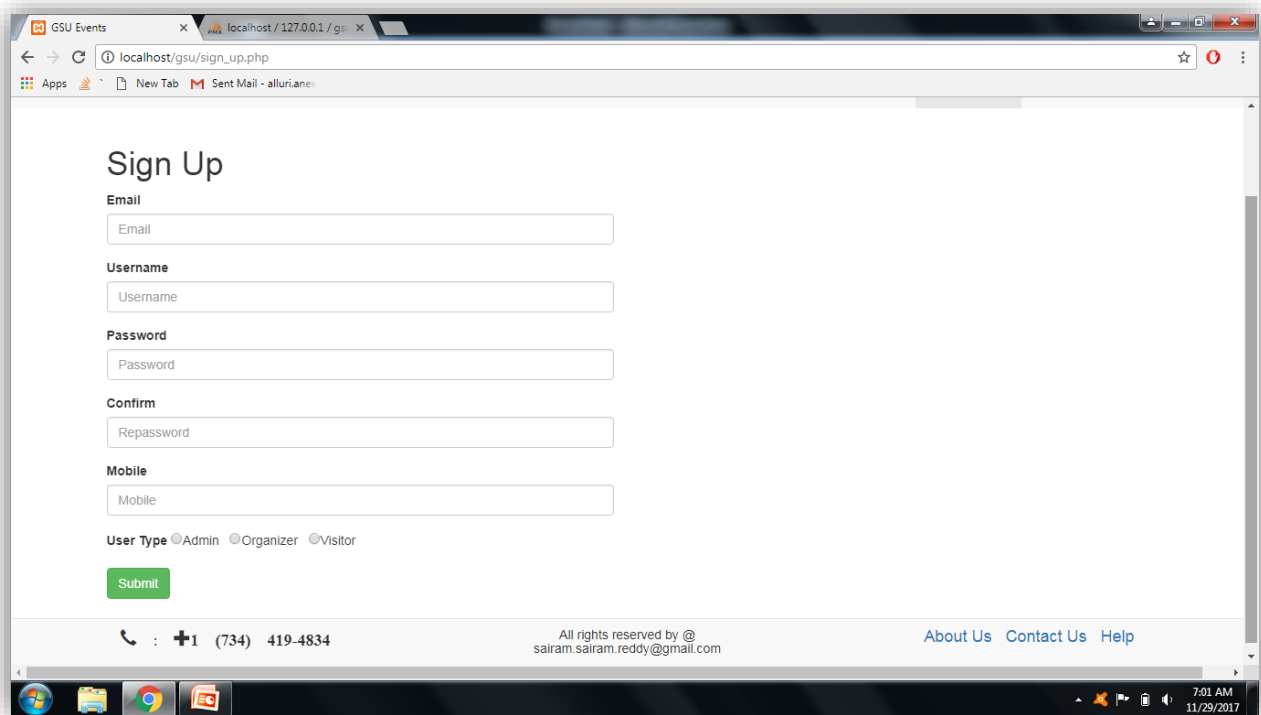 GSU Events
localhost / 127.0.0.1 / gs
localhost/gsu/sign_up.php
Apps
New Tab
Sent Mail - alluri.anee
Sign Up
Email
Email
Username
Username
Password
Password
Confirm
Repassword
Mobile
Mobile
User Type Admin Organizer Visitor
Submit
: +1 (734) 419-4834
All rights reserved by @
sairam.sairam.reddy@gmail.com
About Us Contact Us Help
7:01 AM
11/29/2017